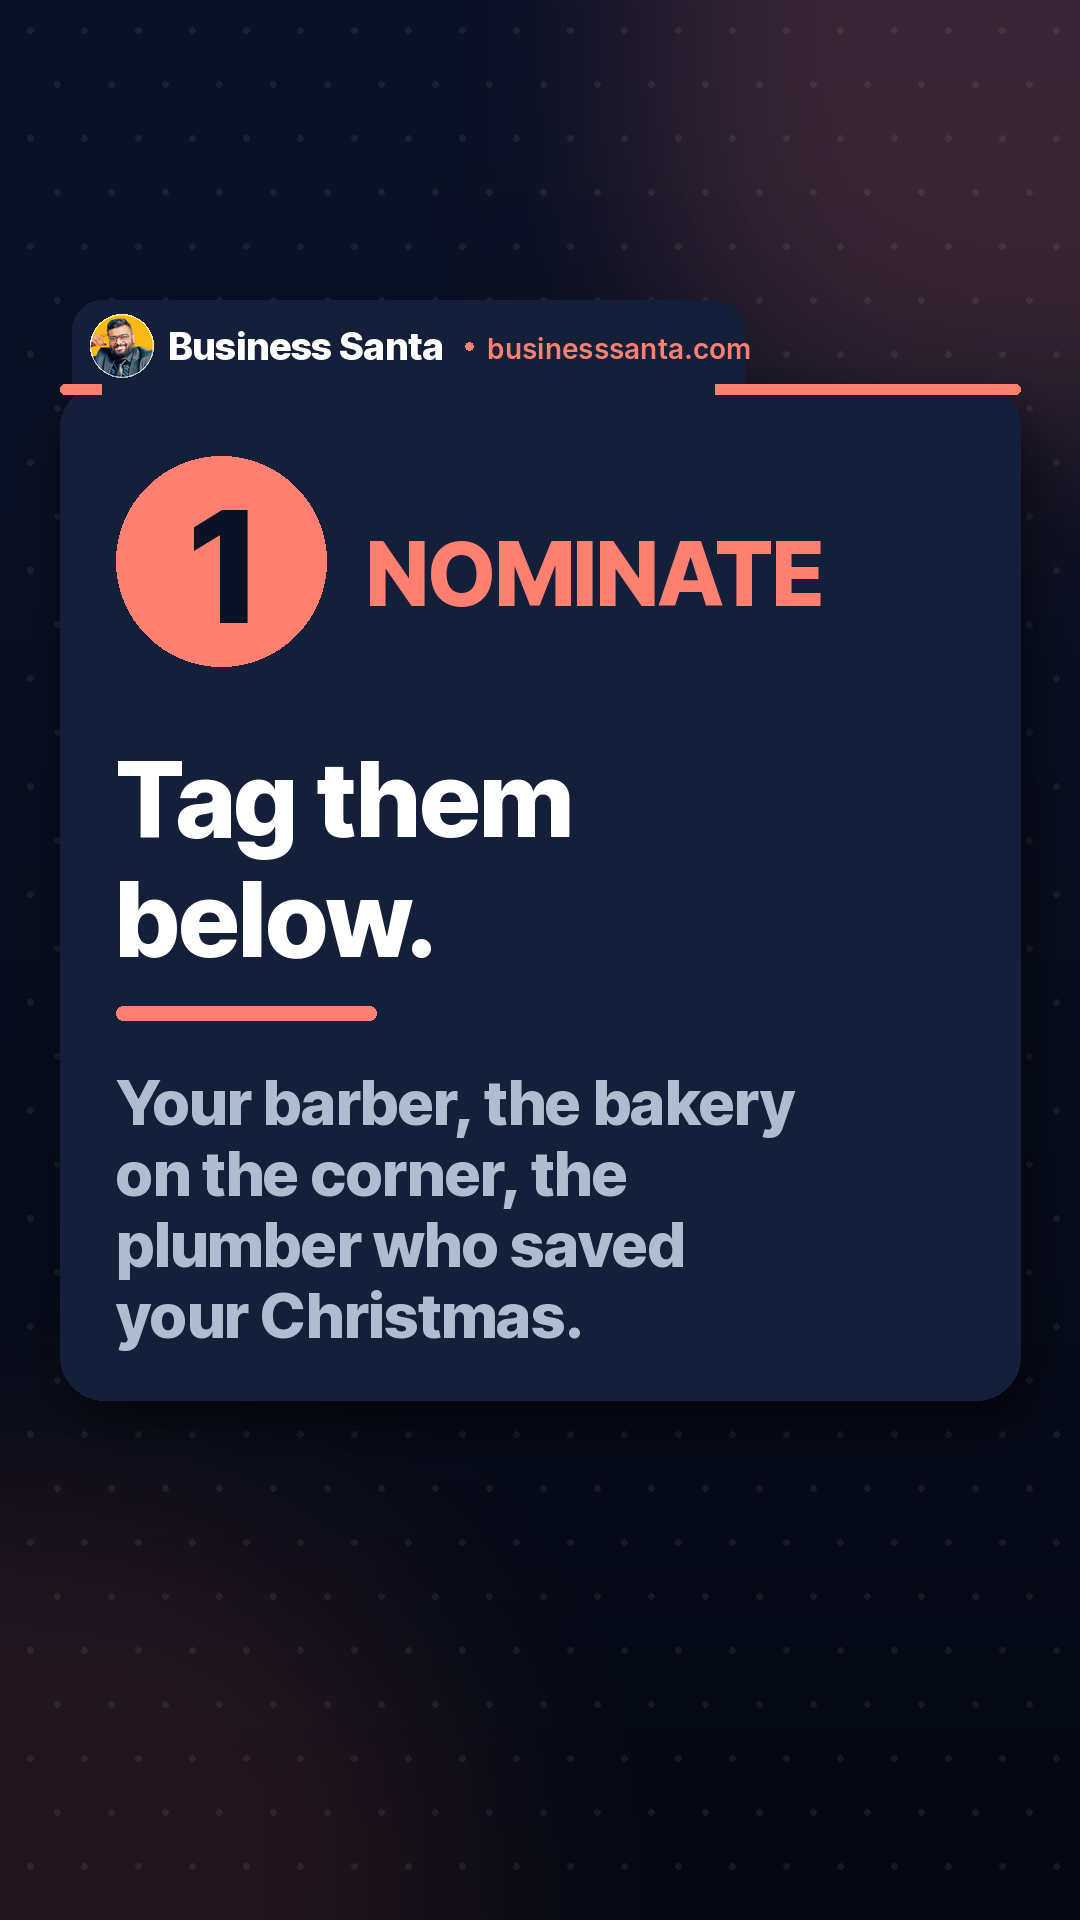 Business Santa • businesssanta.com
1 NOMINATE
Tag them
below.
Your barber, the bakery
on the corner, the
plumber who saved
your Christmas.